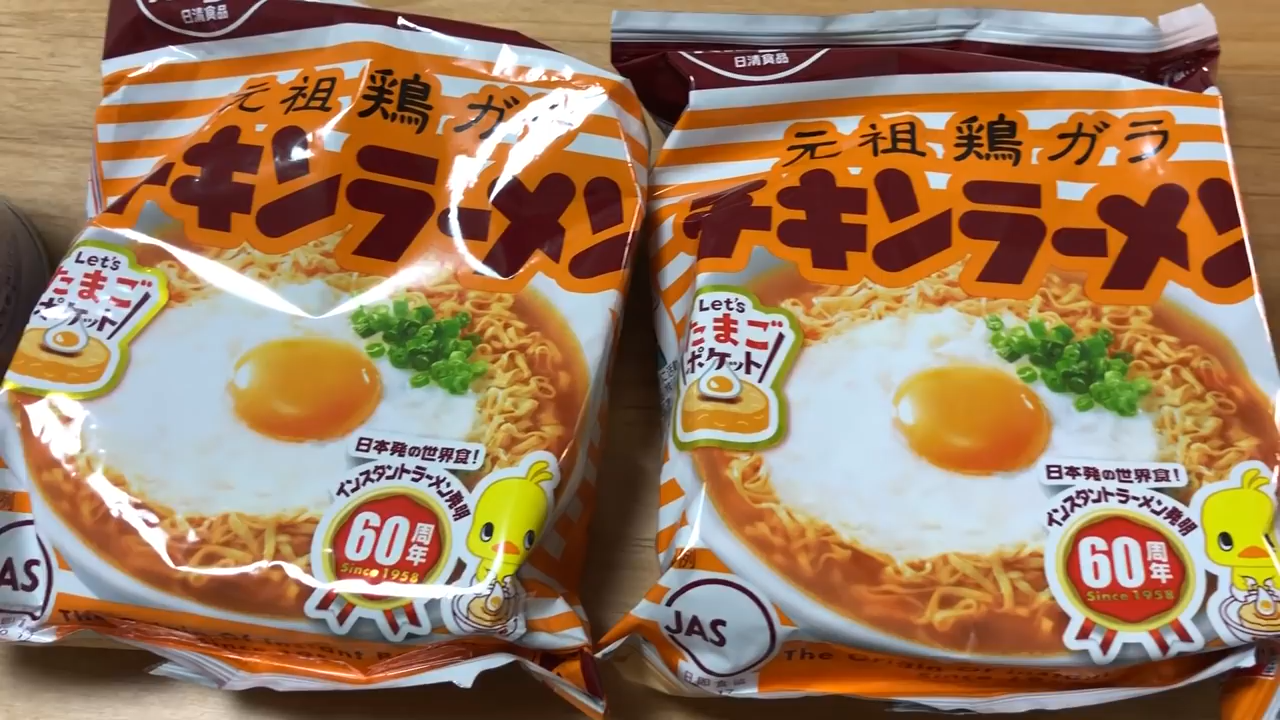 日清食品
元祖鶏ガ
チキンラーメン
Let's
たまご
ポケット
日本発の世界食!
インスタントラーメン発明
60周年
Since 1958
JAS
日清食品
元祖鶏ガラ
チキンラーメン
Let's
たまご
ポケット
日本発の世界食!
インスタントラーメン発明
60周年
Since 1958
JAS
The Origin Of